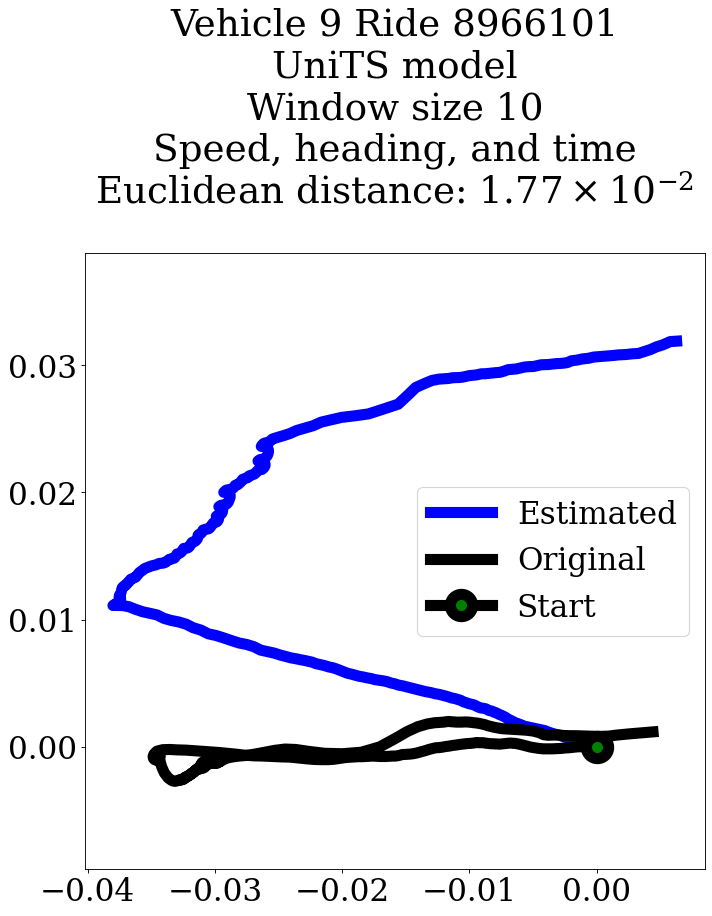 Vehicle 9 Ride 8966101
UniTS model
Window size 10
Speed, heading, and time
Euclidean distance: 1.77 × 10⁻²
0.03
0.02
0.01
0.00
Estimated
Original
Start
−0.04 −0.03 −0.02 −0.01 0.00